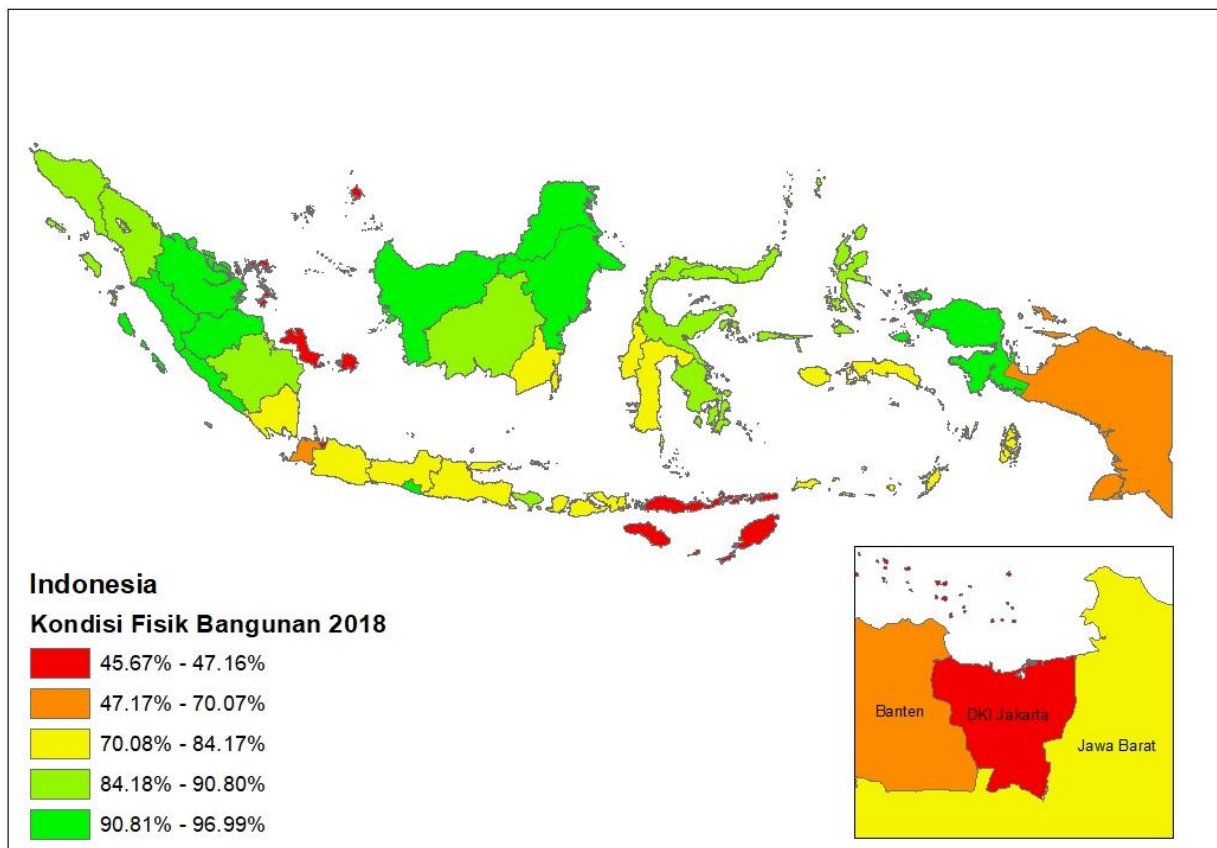 Indonesia
Kondisi Fisik Bangunan 2018
45.67% - 47.16%
47.17% - 70.07%
70.08% - 84.17%
84.18% - 90.80%
90.81% - 96.99%
Banten
DKI Jakarta
Jawa Barat